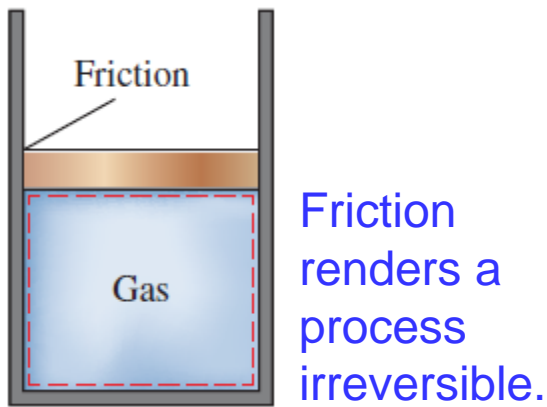 Friction
Gas
Friction
renders a
process
irreversible.